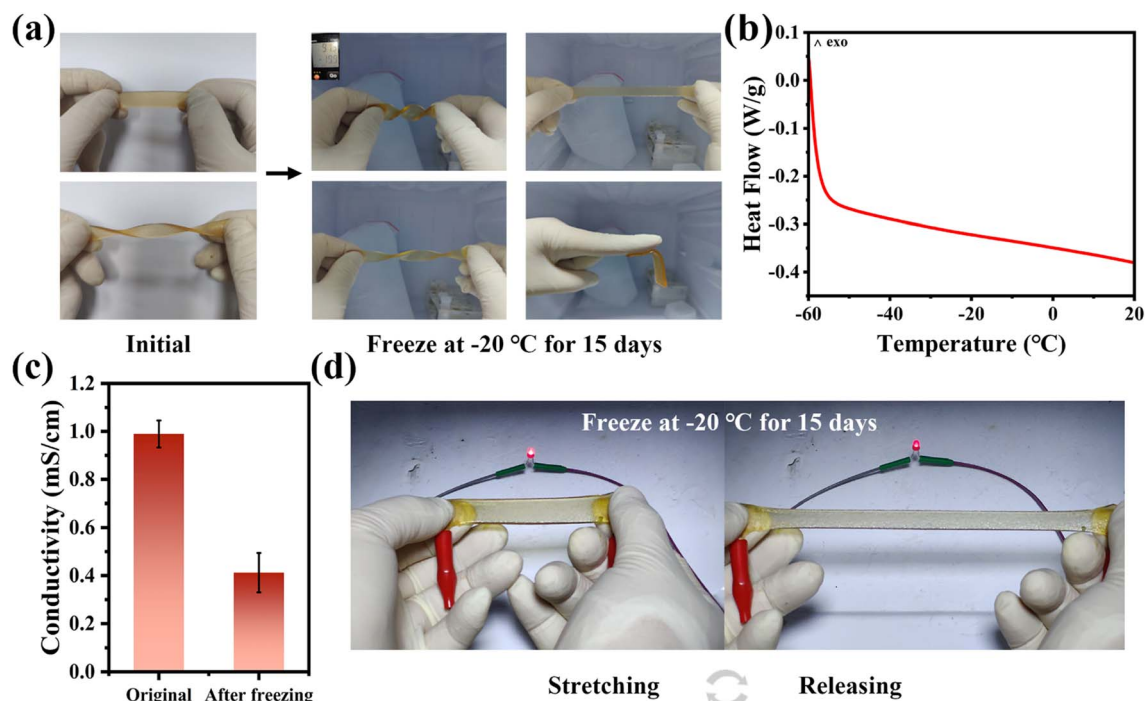 (a)
Initial
Freeze at -20 ℃ for 15 days
(b)
^ exo
Heat Flow (W/g)
0.1
0.0
-0.1
-0.2
-0.3
-0.4
-60
-40
-20
0
20
Temperature (℃)
(c)
Conductivity (mS/cm)
1.2
1.0
0.8
0.6
0.4
0.2
0.0
Original
After freezing
(d)
Freeze at -20 ℃ for 15 days
Stretching
Releasing